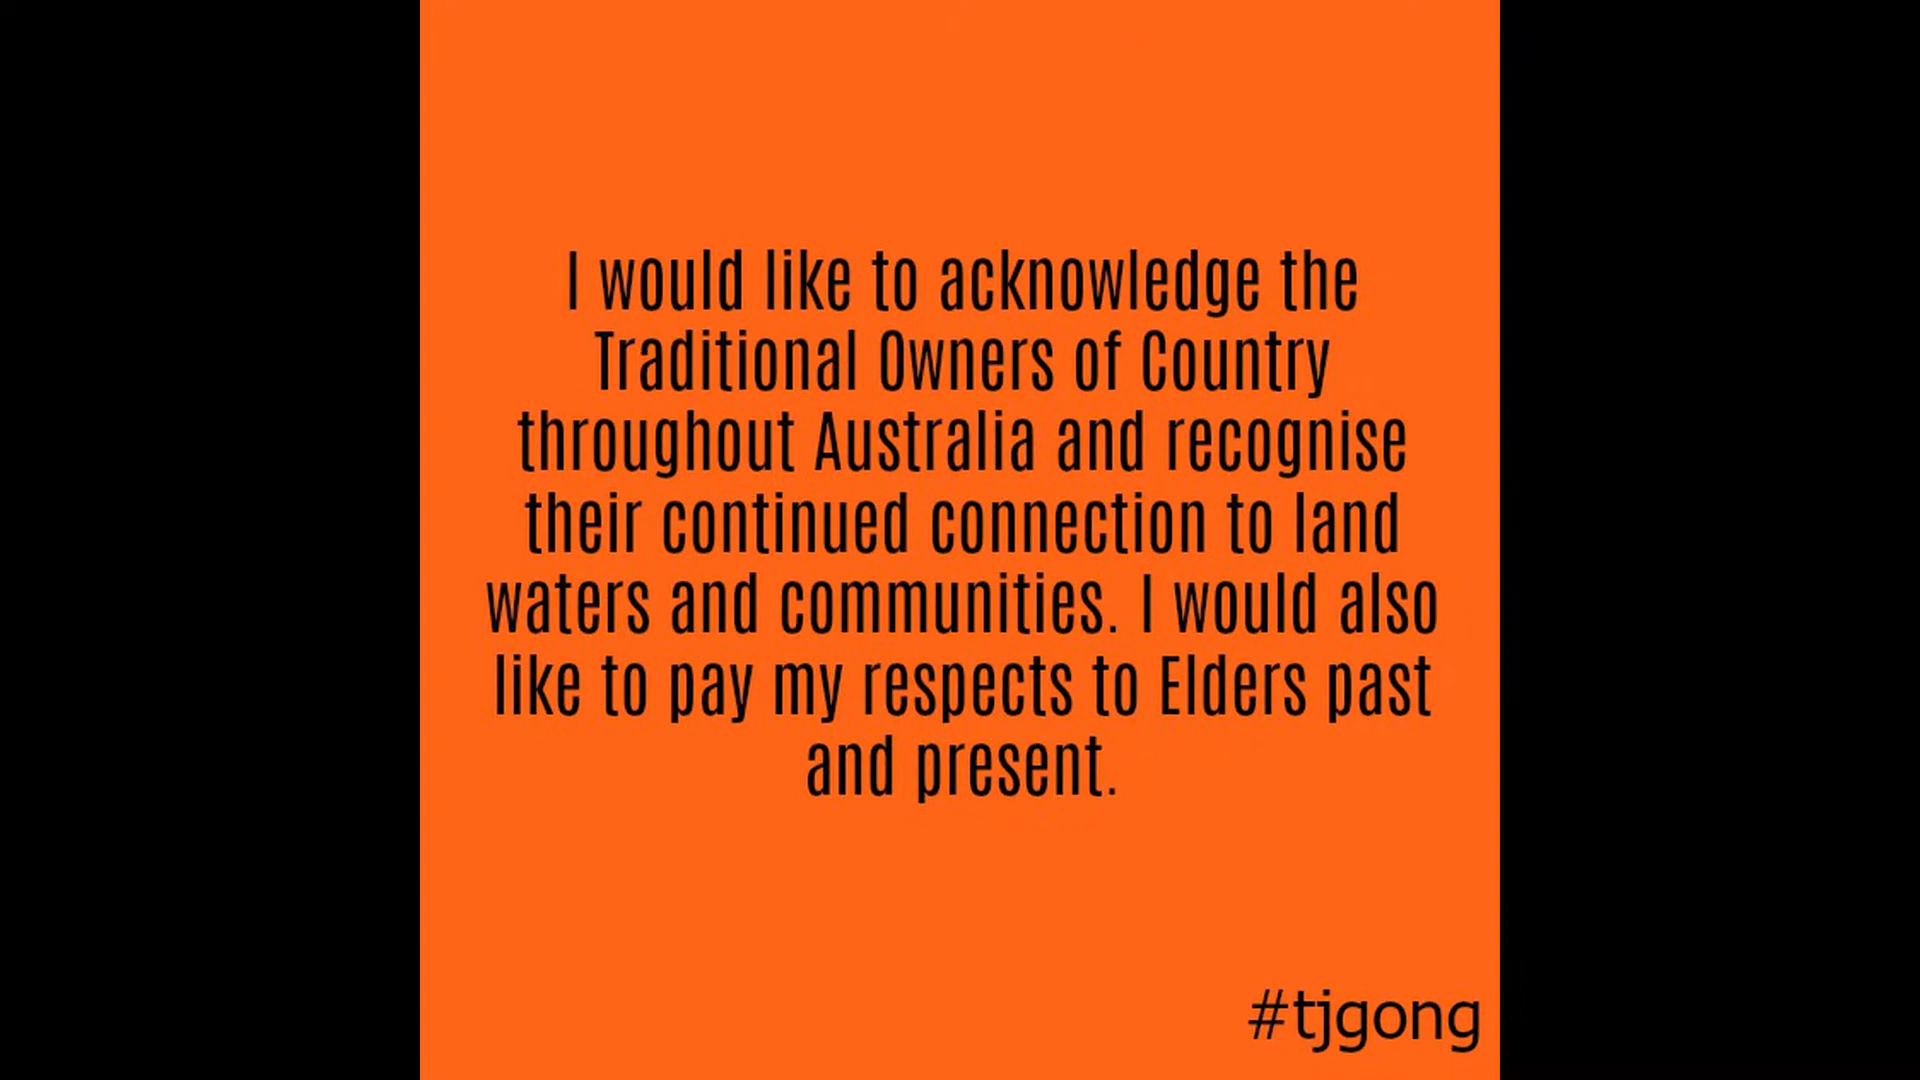 I would like to acknowledge the
Traditional Owners of Country
throughout Australia and recognise
their continued connection to land
waters and communities. I would also
like to pay my respects to Elders past
and present.
#tjgong